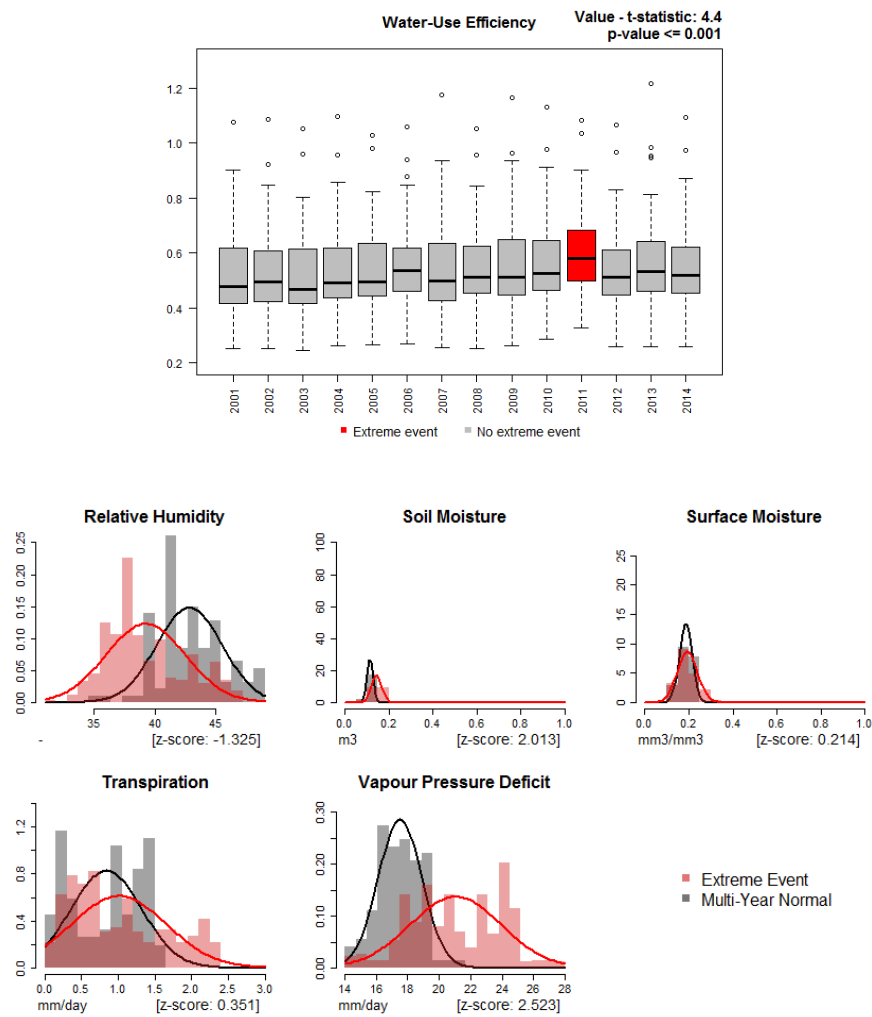 Water-Use Efficiency
Value - t-statistic: 4.4
p-value <= 0.001
1.2
1.0
0.8
0.6
0.4
0.2
2001 2002 2003 2004 2005 2006 2007 2008 2009 2010 2011 2012 2013 2014
Extreme event No extreme event
Relative Humidity
0.25
0.20
0.15
0.10
0.05
0.00
35 40 45
- [z-score: -1.325]
Soil Moisture
100
80
60
40
20
0
0.0 0.2 0.4 0.6 0.8 1.0
m3 [z-score: 2.013]
Surface Moisture
25
20
15
10
5
0
0.0 0.2 0.4 0.6 0.8 1.0
mm3/mm3 [z-score: 0.214]
Transpiration
1.2
0.8
0.4
0.0
0.0 0.5 1.0 1.5 2.0 2.5 3.0
mm/day [z-score: 0.351]
Vapour Pressure Deficit
0.30
0.20
0.10
0.00
14 16 18 20 22 24 26 28
mm/day [z-score: 2.523]
Extreme Event
Multi-Year Normal